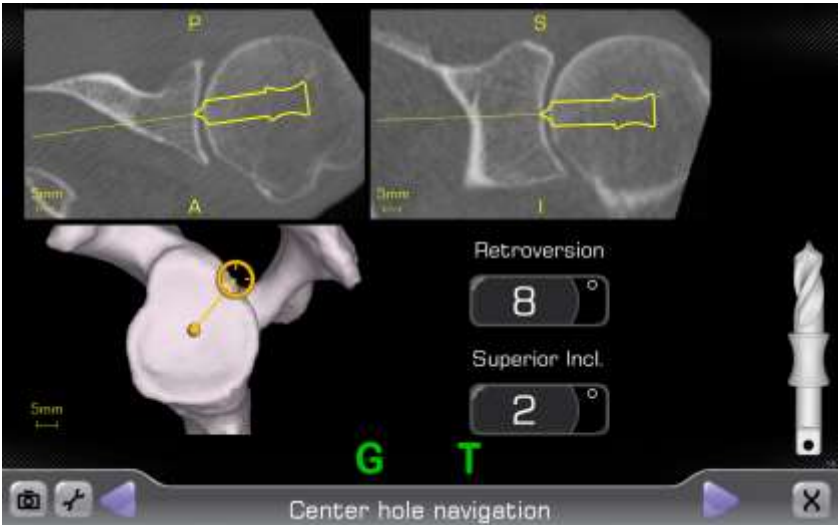 P
S
5mm
A
5mm
I
Retroversion
8 °
Superior Incl.
2 °
5mm
G T
Center hole navigation
X